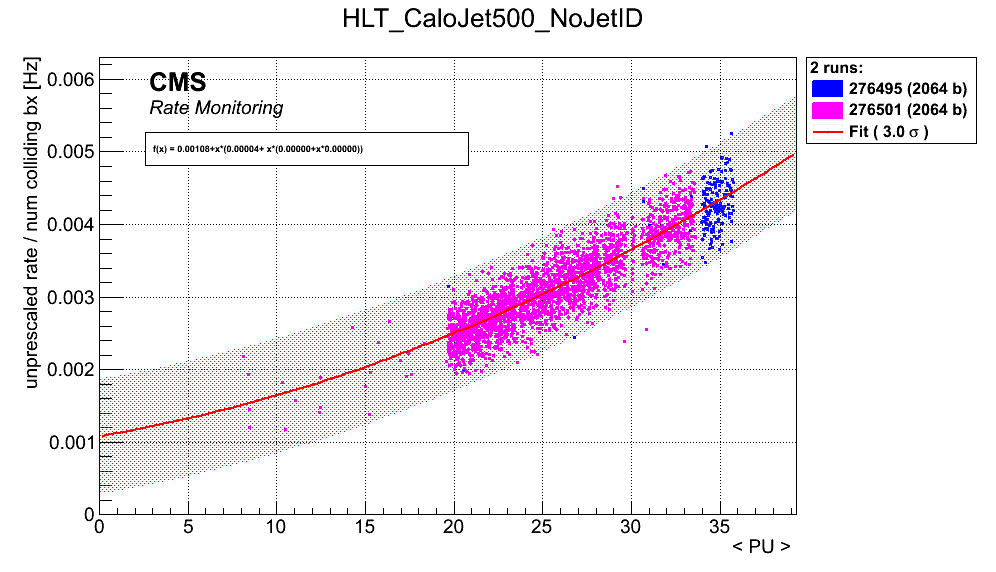 HLT_CaloJet500_NoJetID
unprescaled rate / num colliding bx [Hz]
CMS
Rate Monitoring
f(x) = 0.00108+x*(0.00004+ x*(0.00000+x*0.00000))
2 runs:
276495 (2064 b)
276501 (2064 b)
Fit ( 3.0 σ )
0.006
0.005
0.004
0.003
0.002
0.001
0
0 5 10 15 20 25 30 35
< PU >